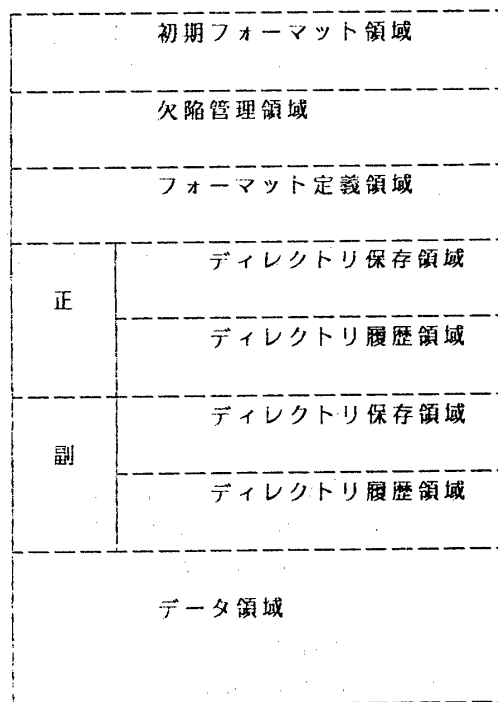 初期フォーマット領域
欠陥管理領域
フォーマット定義領域
正
ディレクトリ保存領域
ディレクトリ履歴領域
副
ディレクトリ保存領域
ディレクトリ履歴領域
データ領域